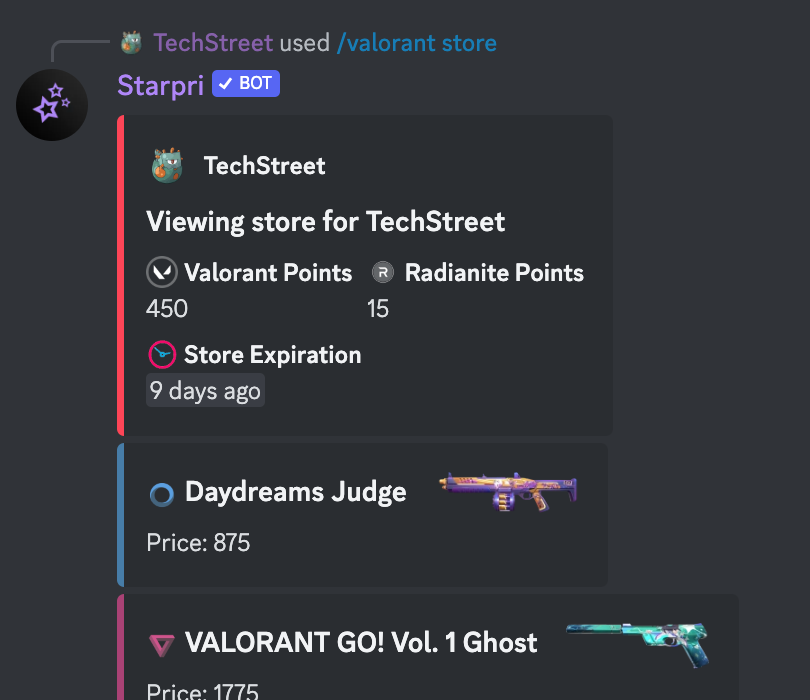 TechStreet used /valorant store
Starpri ✓ BOT
TechStreet
Viewing store for TechStreet
Valorant Points R Radianite Points
450 15
Store Expiration
9 days ago
Daydreams Judge
Price: 875
VALORANT GO! Vol. 1 Ghost
Price: 1775